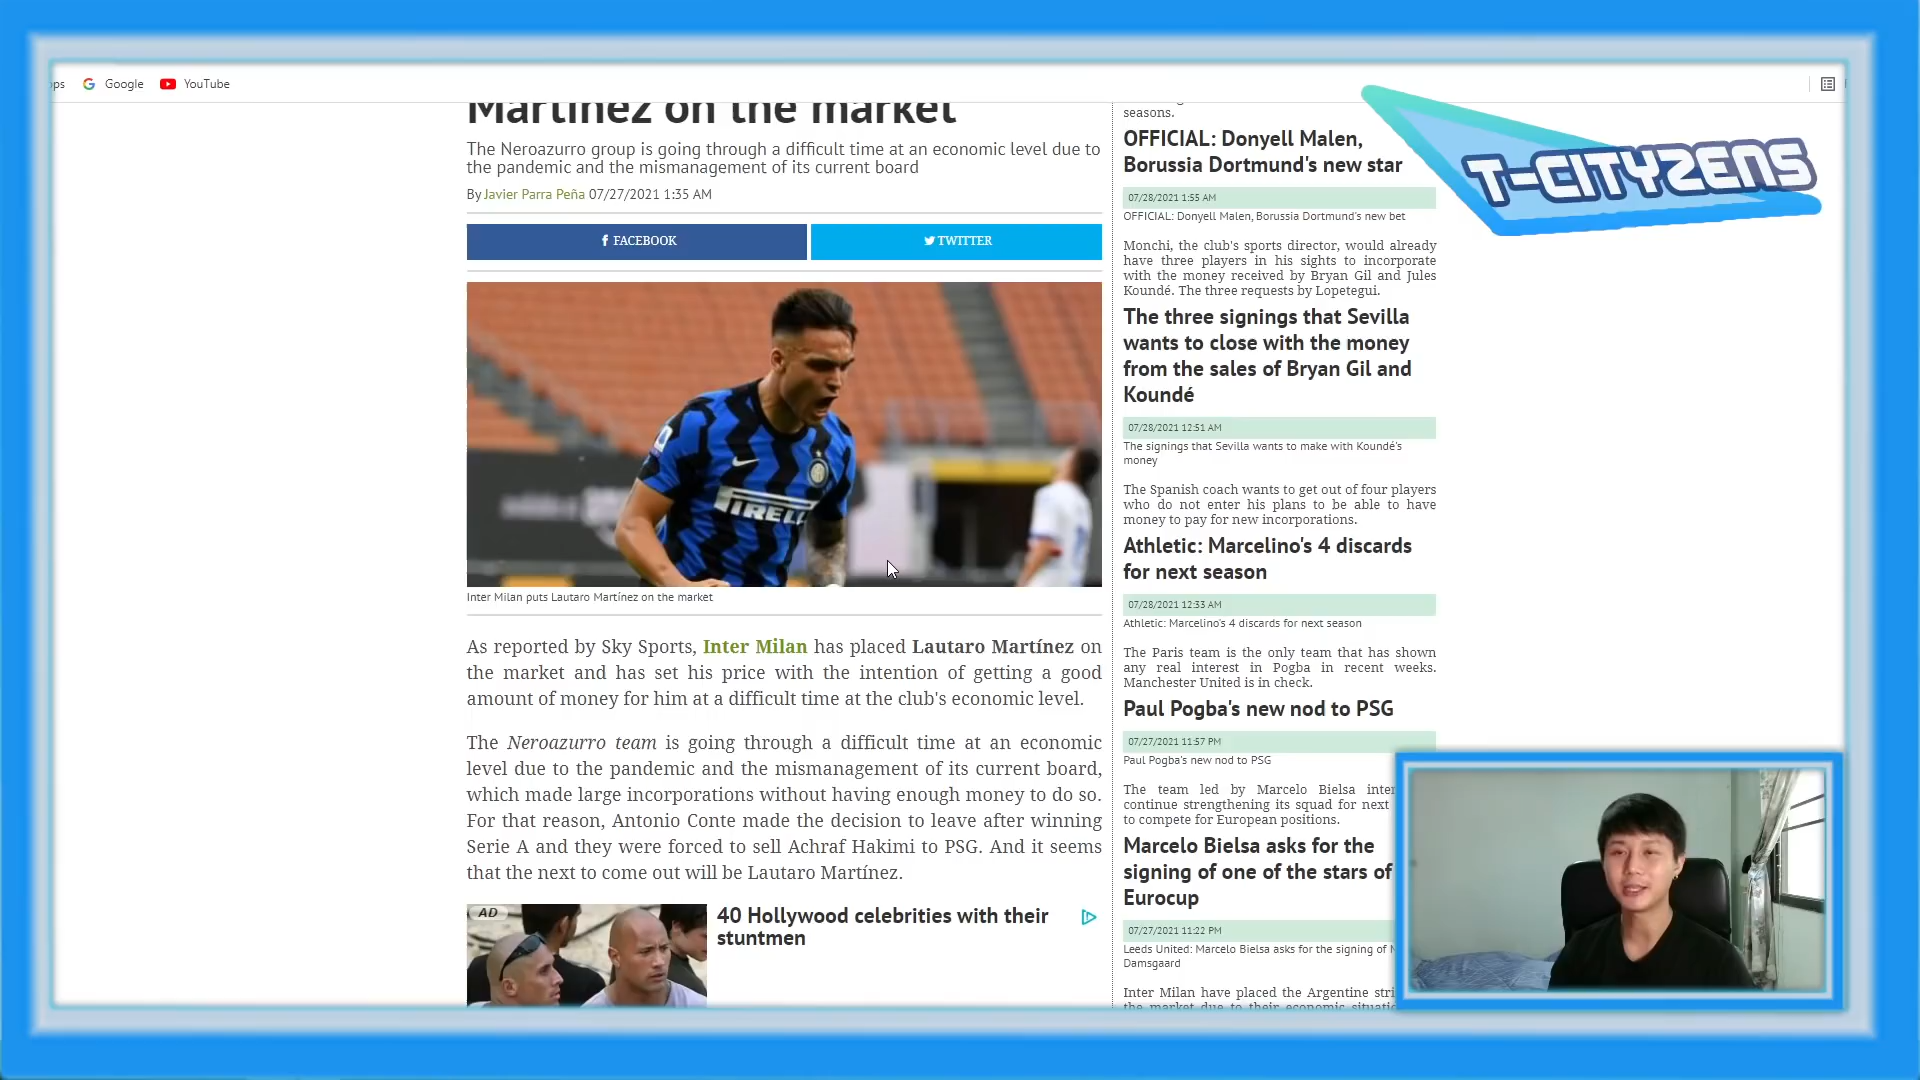 ps
Google
YouTube
Martínez on the market
The Neroazurro group is going through a difficult time at an economic level due to
the pandemic and the mismanagement of its current board
By Javier Parra Peña 07/27/2021 1:35 AM
FACEBOOK
TWITTER
PIRELLI
Inter Milan puts Lautaro Martínez on the market
As reported by Sky Sports, Inter Milan has placed Lautaro Martínez on
the market and has set his price with the intention of getting a good
amount of money for him at a difficult time at the club's economic level.
The Neroazurro team is going through a difficult time at an economic
level due to the pandemic and the mismanagement of its current board,
which made large incorporations without having enough money to do so.
For that reason, Antonio Conte made the decision to leave after winning
Serie A and they were forced to sell Achraf Hakimi to PSG. And it seems
that the next to come out will be Lautaro Martínez.
AD
40 Hollywood celebrities with their
stuntmen
seasons.
OFFICIAL: Donyell Malen,
Borussia Dortmund's new star
07/28/2021 1:55 AM
OFFICIAL: Donyell Malen, Borussia Dortmund's new bet
Monchi, the club's sports director, would already
have three players in his sights to incorporate
with the money received by Bryan Gil and Jules
Koundé. The three requests by Lopetegui.
The three signings that Sevilla
wants to close with the money
from the sales of Bryan Gil and
Koundé
07/28/2021 12:51 AM
The signings that Sevilla wants to make with Koundé's
money
The Spanish coach wants to get out of four players
who do not enter his plans to be able to have
money to pay for new incorporations.
Athletic: Marcelino's 4 discards
for next season
07/28/2021 12:33 AM
Athletic: Marcelino's 4 discards for next season
The Paris team is the only team that has shown
any real interest in Pogba in recent weeks.
Manchester United is in check.
Paul Pogba's new nod to PSG
07/27/2021 11:57 PM
Paul Pogba's new nod to PSG
The team led by Marcelo Bielsa inte
continue strengthening its squad for next
to compete for European positions.
Marcelo Bielsa asks for the
signing of one of the stars of
Eurocup
07/27/2021 11:22 PM
Leeds United: Marcelo Bielsa asks for the signing of
Damsgaard
Inter Milan have placed the Argentine stri
the market due to their economic situati
T-CITYZENS